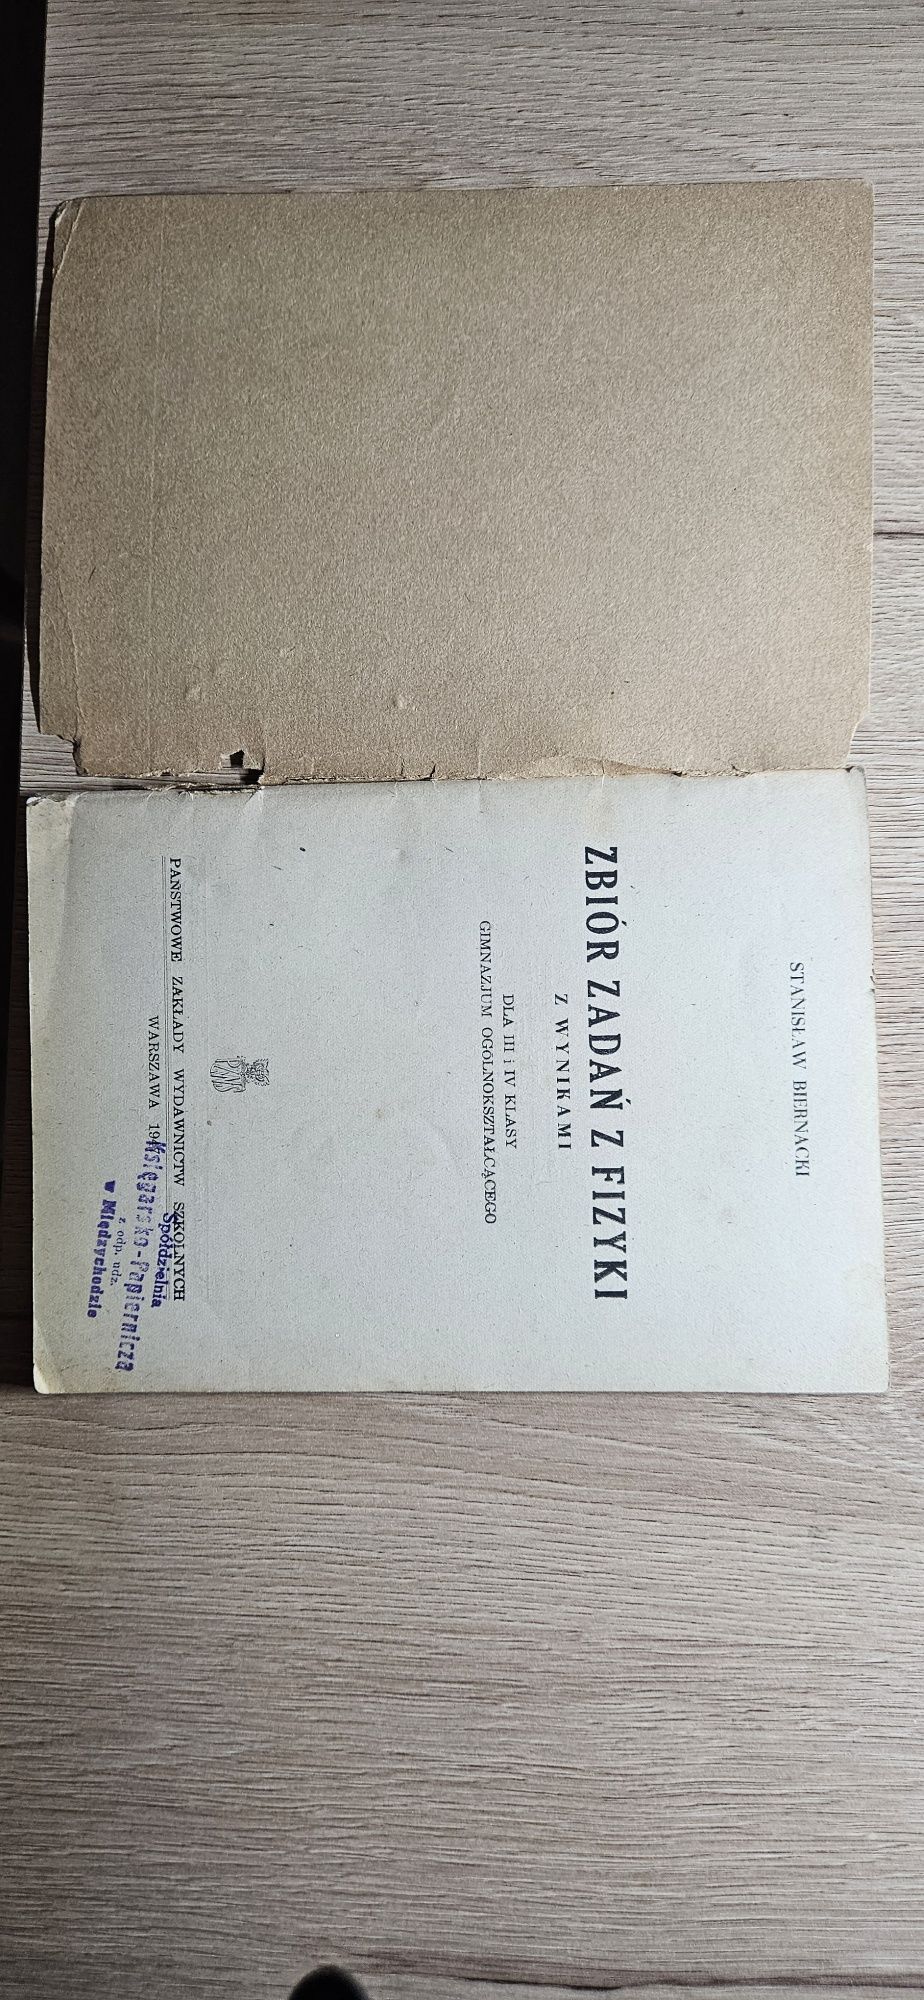 STANISŁAW BIERNACKI
ZBIÓR ZADAŃ Z FIZYKI
Z WYNIKAMI
DLA III i IV KLASY
GIMNAZJUM OGÓLNOKSZTAŁCĄCEGO
PZWS
PAŃSTWOWE ZAKŁADY WYDAWNICTW SZKOLNYCH
WARSZAWA
Spółdzielnia
Księgarsko-Papiernicza
z odp. udz.
w Międzychodzie